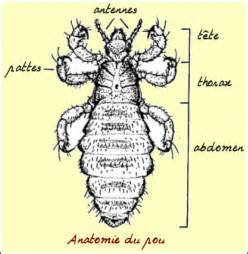 antennes
tête
pattes
thorax
abdomen
Anatomie du pou